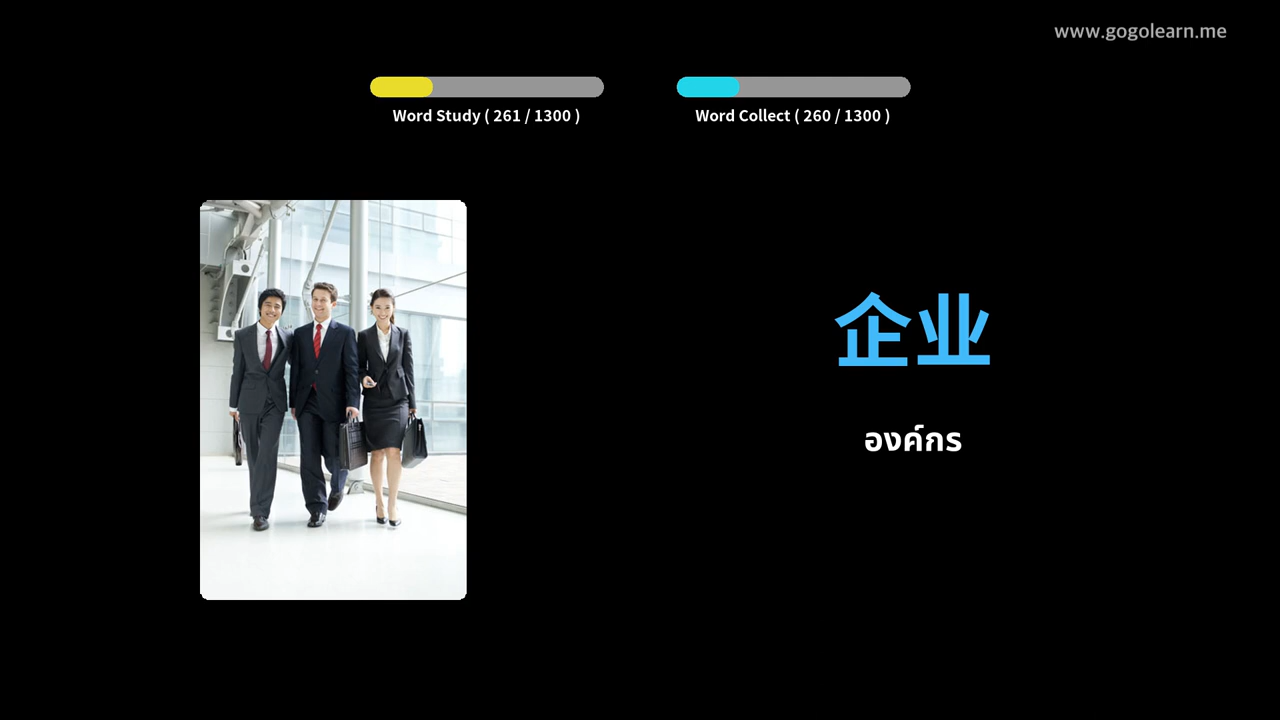 www.gogolearn.me
Word Study ( 261 / 1300 )
Word Collect ( 260 / 1300 )
企业
องค์กร